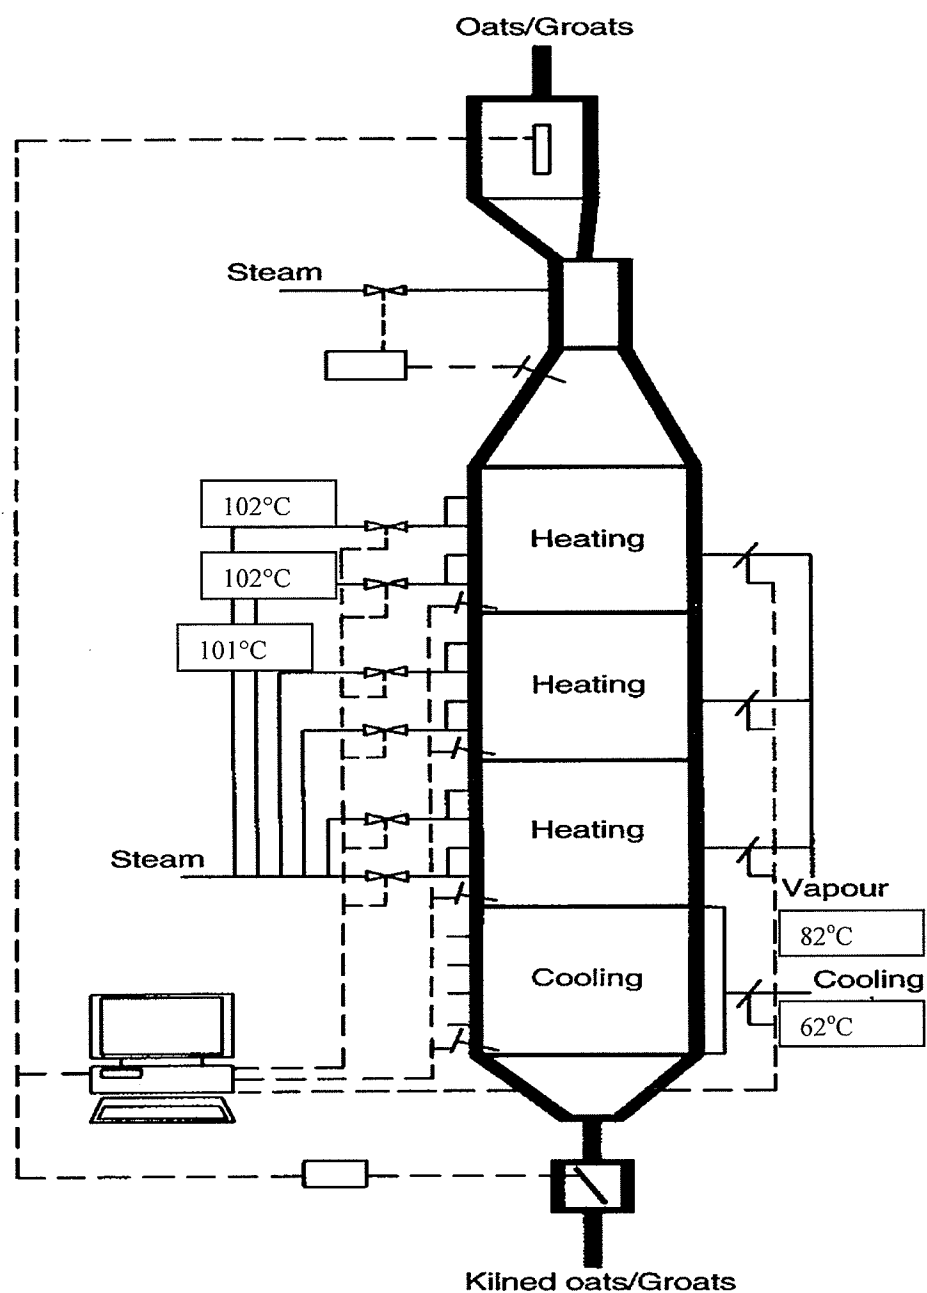 Oats/Groats
Steam
102°C
Heating
102°C
101°C
Heating
Heating
Steam
Vapour
82°C
Cooling
Cooling
62°C
Kilned oats/Groats